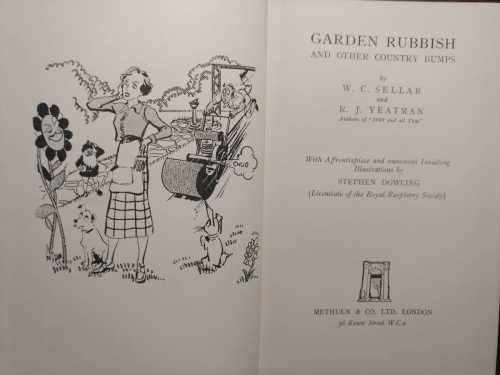 CHUG
GARDEN RUBBISH
AND OTHER COUNTRY BUMPS
by
W. C. SELLAR
and
R. J. YEATMAN
Authors of "1066 and all That"
With Affrontispiece and numerous Insulting
Illustrations by
STEPHEN DOWLING
(Licentiate of the Royal Raspberry Society)
METHUEN & CO. LTD. LONDON
36 Essex Street W.C.2